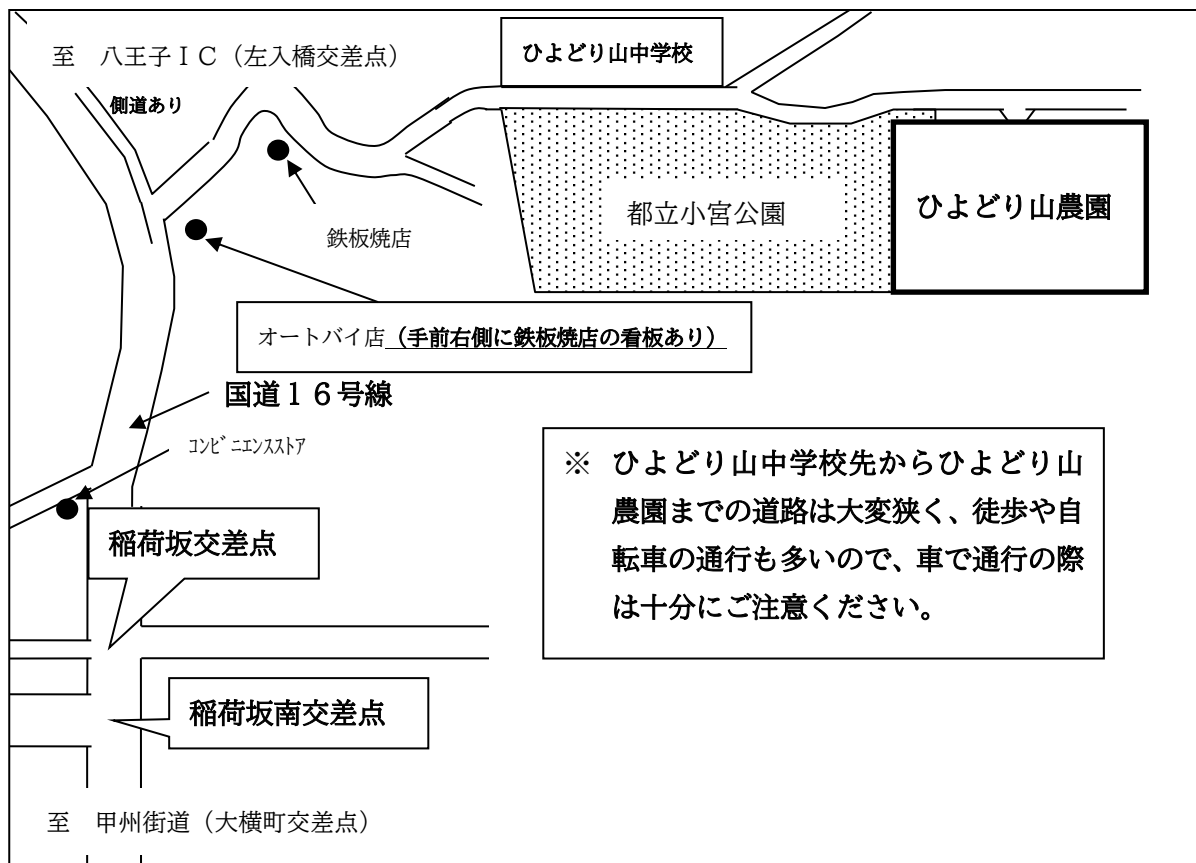 至　八王子ＩＣ（左入橋交差点）
ひよどり山中学校
側道あり
都立小宮公園
ひよどり山農園
鉄板焼店
オートバイ店（手前右側に鉄板焼店の看板あり）
国道１６号線
ｺﾝﾋﾞﾆｴﾝｽｽﾄｱ
※　ひよどり山中学校先からひよどり山
農園までの道路は大変狭く、徒歩や自
転車の通行も多いので、車で通行の際
は十分にご注意ください。
稲荷坂交差点
稲荷坂南交差点
至　甲州街道（大横町交差点）